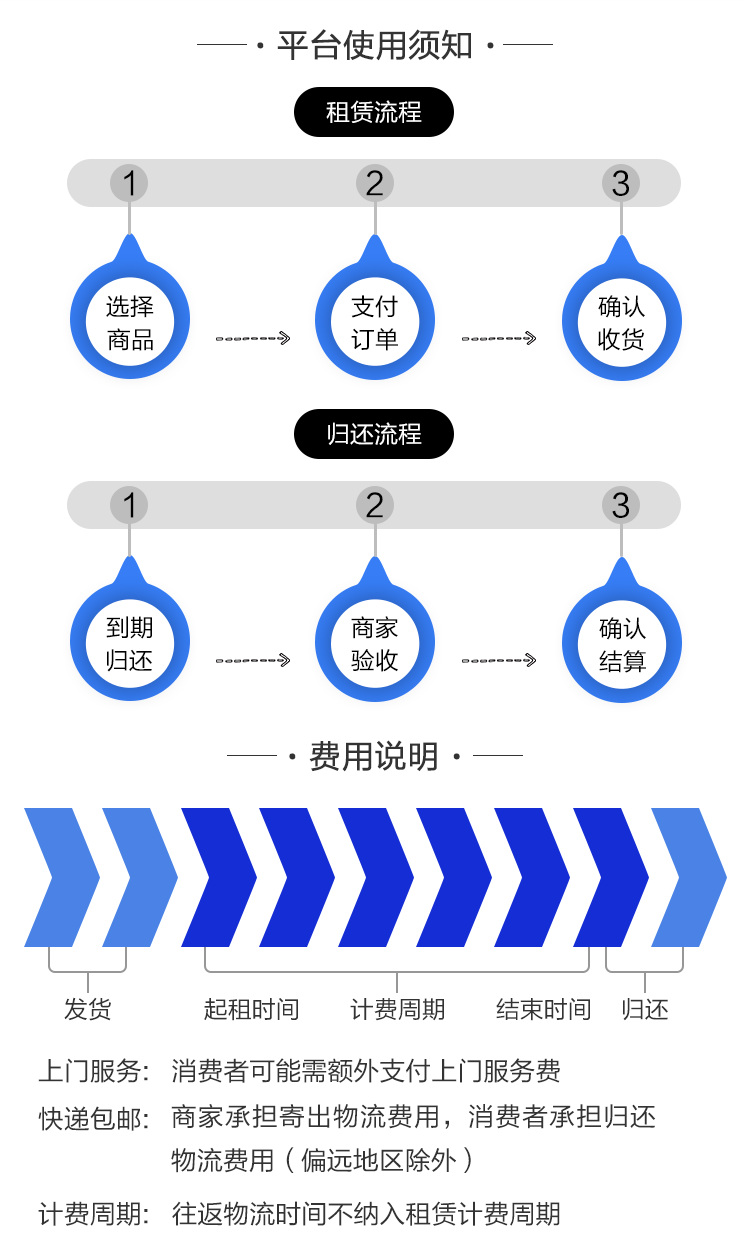 平台使用须知
租赁流程
1 2 3
选择 支付 确认
商品 订单 收货
归还流程
1 2 3
到期 商家 确认
归还 验收 结算
费用说明
发货 起租时间 计费周期 结束时间 归还
上门服务: 消费者可能需额外支付上门服务费
快递包邮: 商家承担寄出物流费用，消费者承担归还
物流费用（偏远地区除外）
计费周期: 往返物流时间不纳入租赁计费周期